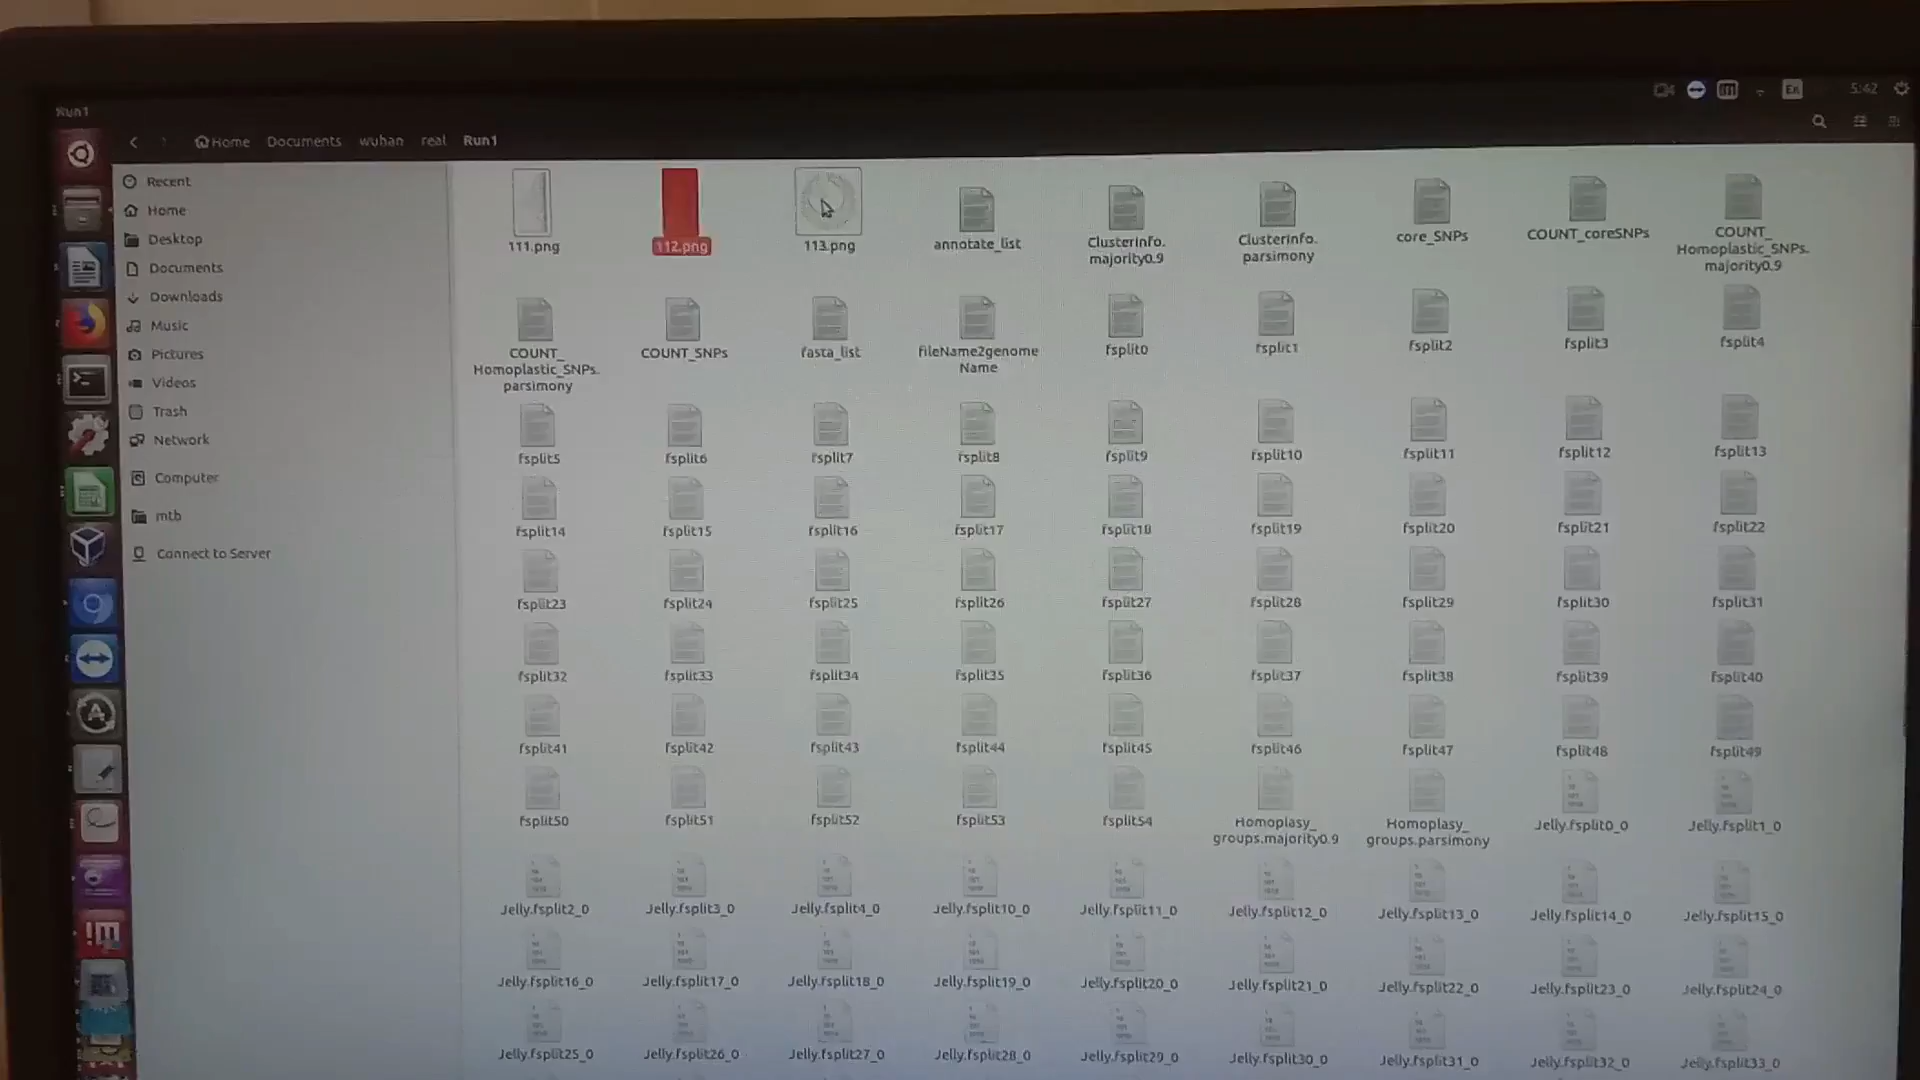 Run1
En
5:42
Home Documents wuhan real Run1
Recent
Home
Desktop
Documents
Downloads
Music
Pictures
Videos
Trash
Network
Computer
mtb
Connect to Server
111.png
112.png
113.png
annotate_list
ClusterInfo.
majority0.9
ClusterInfo.
parsimony
core_SNPs
COUNT_coreSNPs
COUNT_
Homoplastic_SNPs.
majority0.9
COUNT_
Homoplastic_SNPs.
parsimony
COUNT_SNPs
fasta_list
fileName2genome
Name
fsplit0
fsplit1
fsplit2
fsplit3
fsplit4
fsplit5
fsplit6
fsplit7
fsplit8
fsplit9
fsplit10
fsplit11
fsplit12
fsplit13
fsplit14
fsplit15
fsplit16
fsplit17
fsplit18
fsplit19
fsplit20
fsplit21
fsplit22
fsplit23
fsplit24
fsplit25
fsplit26
fsplit27
fsplit28
fsplit29
fsplit30
fsplit31
fsplit32
fsplit33
fsplit34
fsplit35
fsplit36
fsplit37
fsplit38
fsplit39
fsplit40
fsplit41
fsplit42
fsplit43
fsplit44
fsplit45
fsplit46
fsplit47
fsplit48
fsplit49
fsplit50
fsplit51
fsplit52
fsplit53
fsplit54
Homoplasy_
groups.majority0.9
Homoplasy_
groups.parsimony
Jelly.fsplit0_0
Jelly.fsplit1_0
Jelly.fsplit2_0
Jelly.fsplit3_0
Jelly.fsplit4_0
Jelly.fsplit10_0
Jelly.fsplit11_0
Jelly.fsplit12_0
Jelly.fsplit13_0
Jelly.fsplit14_0
Jelly.fsplit15_0
Jelly.fsplit16_0
Jelly.fsplit17_0
Jelly.fsplit18_0
Jelly.fsplit19_0
Jelly.fsplit20_0
Jelly.fsplit21_0
Jelly.fsplit22_0
Jelly.fsplit23_0
Jelly.fsplit24_0
Jelly.fsplit25_0
Jelly.fsplit26_0
Jelly.fsplit27_0
Jelly.fsplit28_0
Jelly.fsplit29_0
Jelly.fsplit30_0
Jelly.fsplit31_0
Jelly.fsplit32_0
Jelly.fsplit33_0